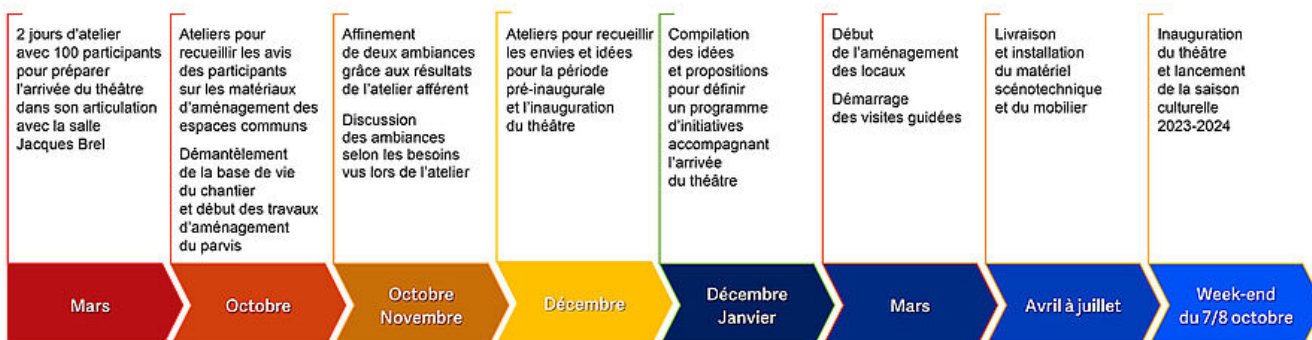 2 jours d'atelier
avec 100 participants
pour préparer
l'arrivée du théâtre
dans son articulation
avec la salle
Jacques Brel
Mars
Ateliers pour
recueillir les avis
des participants
sur les matériaux
d'aménagement des
espaces communs
Démantèlement
de la base de vie
du chantier
et début des travaux
d'aménagement
du parvis
Octobre
Affinement
de deux ambiances
grâce aux résultats
de l'atelier afférent
Discussion
des ambiances
selon les besoins
vus lors de l'atelier
Octobre
Novembre
Ateliers pour recueillir
les envies et idées
pour la période
pré-inaugurale
et l'inauguration
du théâtre
Décembre
Compilation
des idées
et propositions
pour définir
un programme
d'initiatives
accompagnant
l'arrivée
du théâtre
Décembre
Janvier
Début
de l'aménagement
des locaux
Démarrage
des visites guidées
Mars
Livraison
et installation
du matériel
scénotechnique
et du mobilier
Avril à juillet
Inauguration
du théâtre
et lancement
de la saison
culturelle
2023-2024
Week-end
du 7/8 octobre